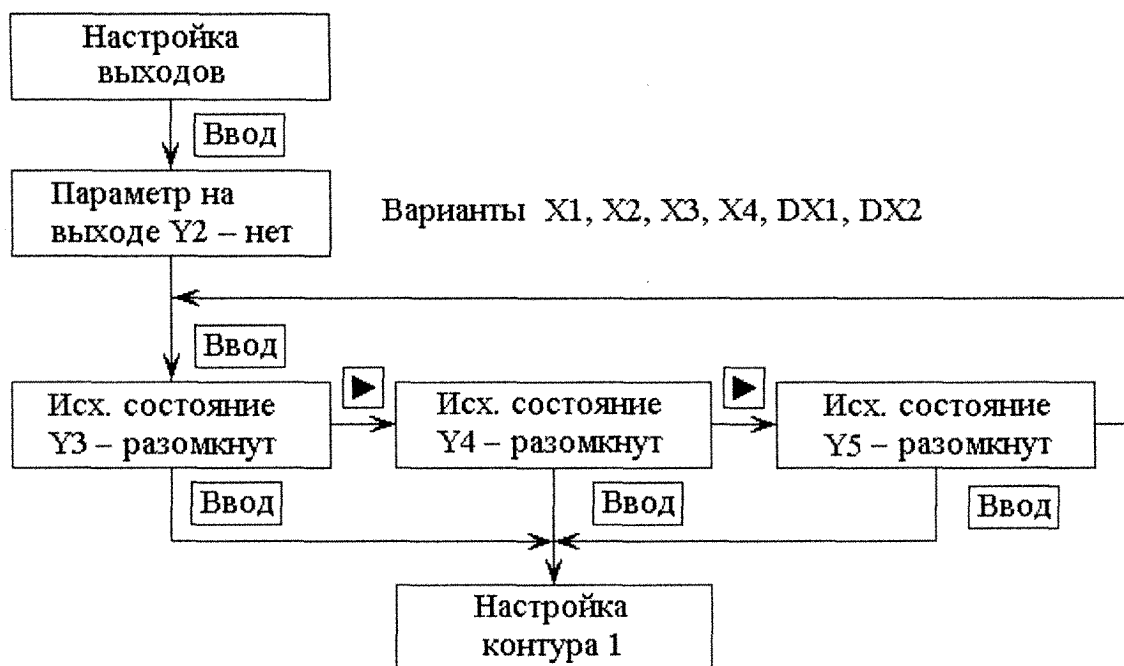 Настройка
выходов
Ввод
Параметр на
выходе Y2 – нет
Варианты X1, X2, X3, X4, DX1, DX2
Ввод
Исх. состояние
Y3 – разомкнут
Исх. состояние
Y4 – разомкнут
Исх. состояние
Y5 – разомкнут
Ввод
Ввод
Ввод
Настройка
контура 1